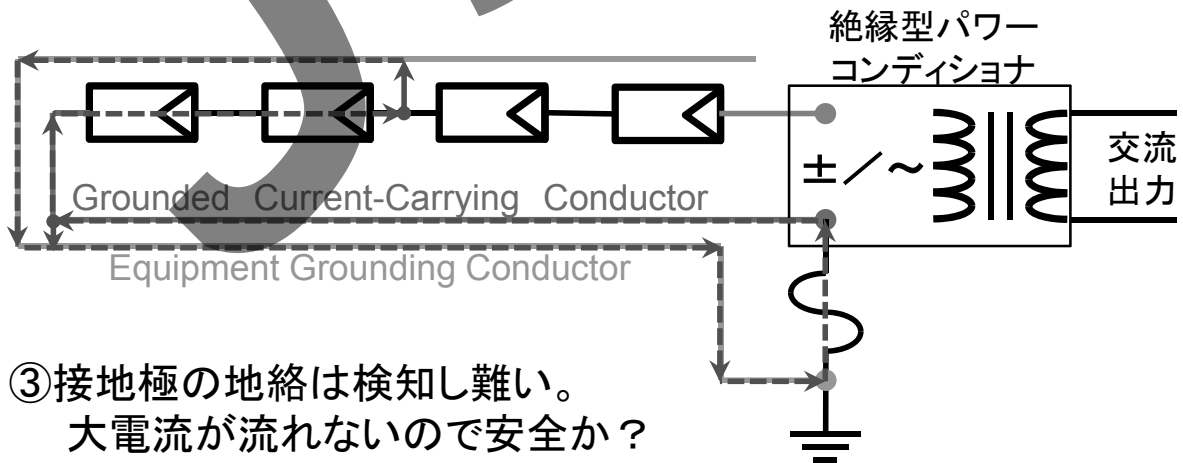 絶縁型パワー
コンディショナ
±／～
交流
出力
Grounded Current-Carrying Conductor
Equipment Grounding Conductor
③接地極の地絡は検知し難い。
大電流が流れないので安全か？